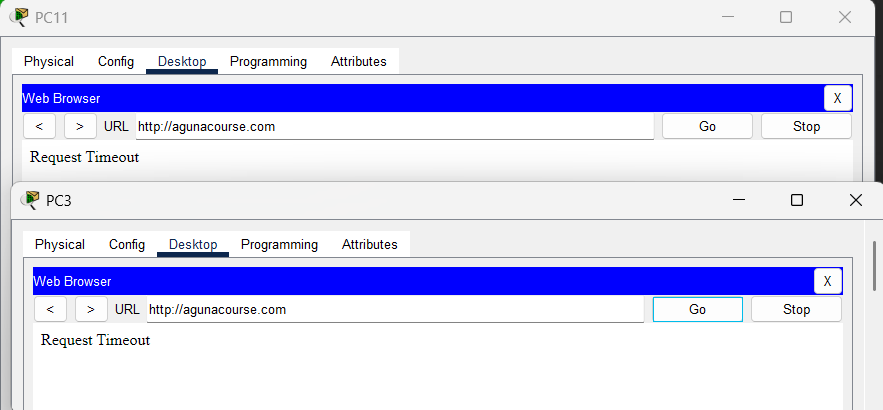 PC11
Physical Config Desktop Programming Attributes
Web Browser X
< > URL http://agunacourse.com Go Stop
Request Timeout
PC3
Physical Config Desktop Programming Attributes
Web Browser X
< > URL http://agunacourse.com Go Stop
Request Timeout